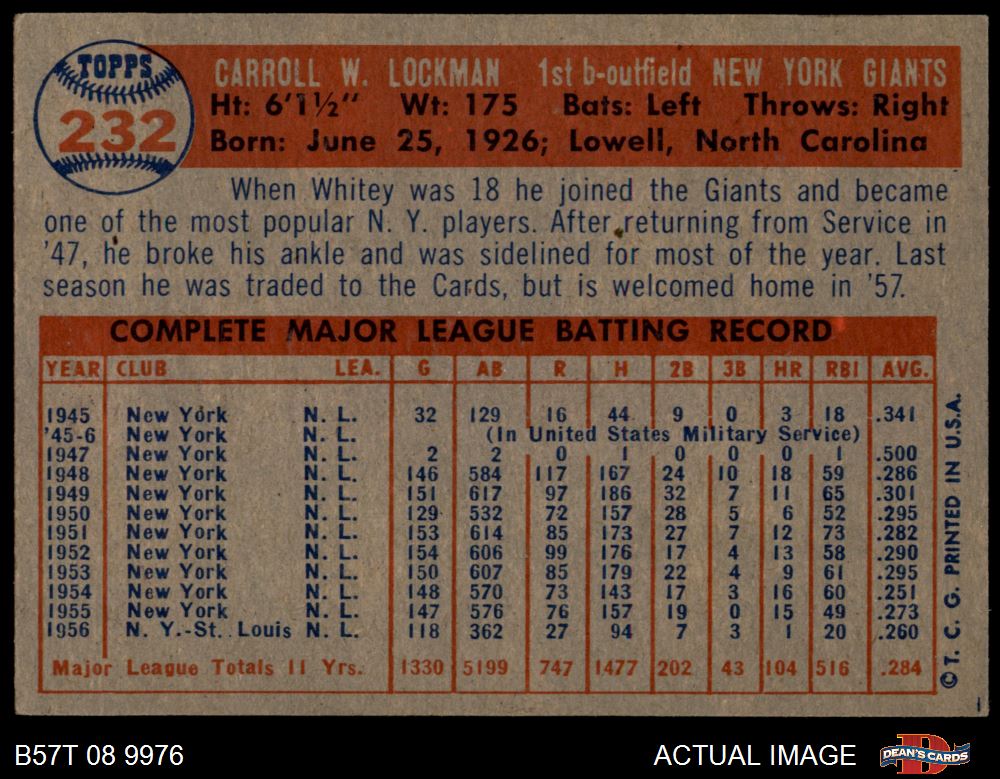 TOPPS
232
CARROLL W. LOCKMAN 1st b-outfield NEW YORK GIANTS
Ht: 6'1½" Wt: 175 Bats: Left Throws: Right
Born: June 25, 1926; Lowell, North Carolina
When Whitey was 18 he joined the Giants and became
one of the most popular N. Y. players. After returning from Service in
'47, he broke his ankle and was sidelined for most of the year. Last
season he was traded to the Cards, but is welcomed home in '57.
COMPLETE MAJOR LEAGUE BATTING RECORD
YEAR CLUB LEA. G AB R H 2B 3B HR RBI AVG.
1945 New York N. L. 32 129 16 44 9 0 3 18 .341
'45-6 New York N. L. (In United States Military Service)
1947 New York N. L. 2 2 0 1 0 0 0 1 .500
1948 New York N. L. 146 584 117 167 24 10 18 59 .286
1949 New York N. L. 151 617 97 186 32 7 11 65 .301
1950 New York N. L. 129 532 72 157 28 5 6 52 .295
1951 New York N. L. 153 614 85 173 27 7 12 73 .282
1952 New York N. L. 154 606 99 176 17 4 13 58 .290
1953 New York N. L. 150 607 85 179 22 4 9 61 .295
1954 New York N. L. 148 570 73 143 17 3 16 60 .251
1955 New York N. L. 147 576 76 157 19 0 15 49 .273
1956 N. Y.-St. Louis N. L. 118 362 27 94 7 3 1 20 .260
Major League Totals 11 Yrs. 1330 5199 747 1477 202 43 104 516 .284
©T. C. G. PRINTED IN U.S.A.
B57T 08 9976
ACTUAL IMAGE
DEAN'S CARDS